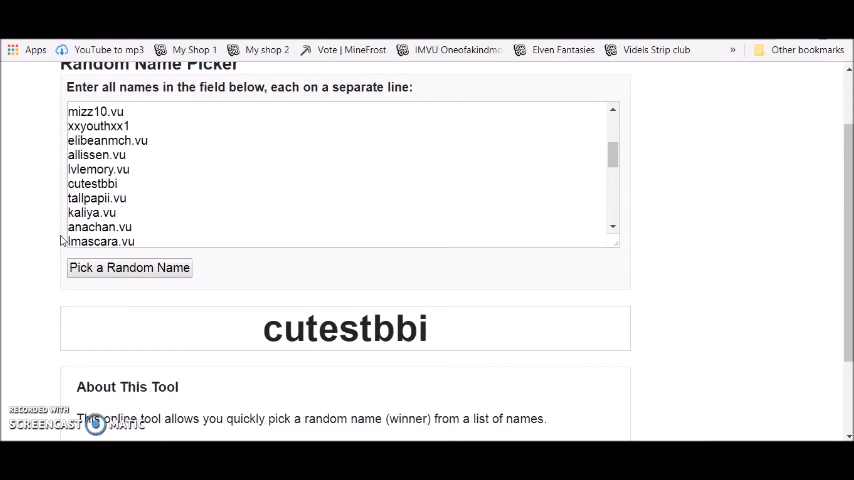 Apps YouTube to mp3 My Shop 1 My shop 2 Vote | MineFrost IMVU Oneofakindmo Elven Fantasies Videls Strip club » Other bookmarks
Random Name Picker
Enter all names in the field below, each on a separate line:
mizz10.vu
xxyouthxx1
elibeanmch.vu
allissen.vu
lvlemory.vu
cutestbbi
tallpapii.vu
kaliya.vu
anachan.vu
lmascara.vu
Pick a Random Name
cutestbbi
About This Tool
This online tool allows you quickly pick a random name (winner) from a list of names.
RECORDED WITH
SCREENCAST MATIC